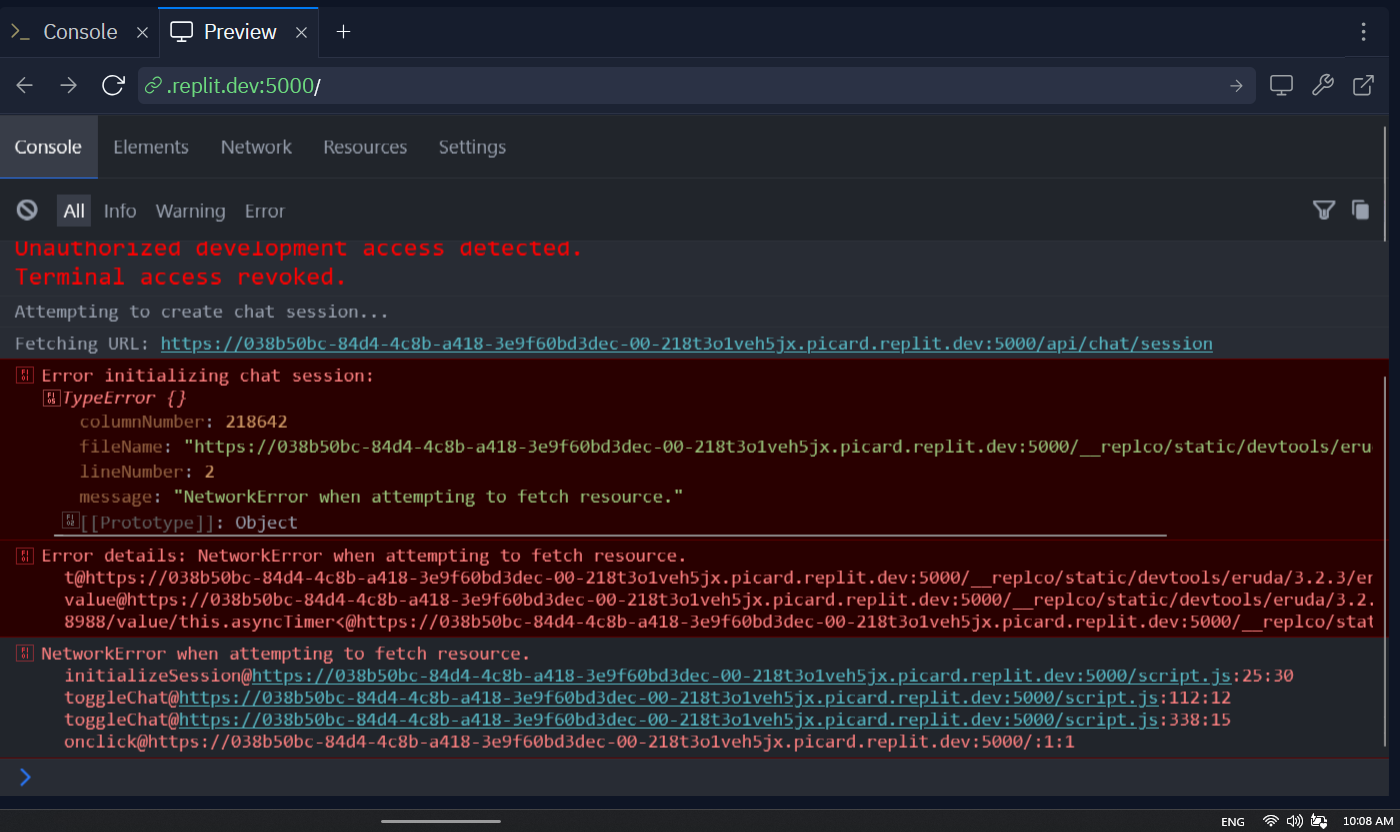 Console
Preview
.replit.dev:5000/
Console Elements Network Resources Settings
All Info Warning Error
Unauthorized development access detected.
Terminal access revoked.
Attempting to create chat session...
Fetching URL: https://038b50bc-84d4-4c8b-a418-3e9f60bd3dec-00-218t3o1veh5jx.picard.replit.dev:5000/api/chat/session
Error initializing chat session:
TypeError {}
columnNumber: 218642
fileName: "https://038b50bc-84d4-4c8b-a418-3e9f60bd3dec-00-218t3o1veh5jx.picard.replit.dev:5000/__replco/static/devtools/eru
lineNumber: 2
message: "NetworkError when attempting to fetch resource."
[[Prototype]]: Object
Error details: NetworkError when attempting to fetch resource.
t@https://038b50bc-84d4-4c8b-a418-3e9f60bd3dec-00-218t3o1veh5jx.picard.replit.dev:5000/__replco/static/devtools/eruda/3.2.3/er
value@https://038b50bc-84d4-4c8b-a418-3e9f60bd3dec-00-218t3o1veh5jx.picard.replit.dev:5000/__replco/static/devtools/eruda/3.2.
8988/value/this.asyncTimer<@https://038b50bc-84d4-4c8b-a418-3e9f60bd3dec-00-218t3o1veh5jx.picard.replit.dev:5000/__replco/stat
NetworkError when attempting to fetch resource.
initializeSession@https://038b50bc-84d4-4c8b-a418-3e9f60bd3dec-00-218t3o1veh5jx.picard.replit.dev:5000/script.js:25:30
toggleChat@https://038b50bc-84d4-4c8b-a418-3e9f60bd3dec-00-218t3o1veh5jx.picard.replit.dev:5000/script.js:112:12
toggleChat@https://038b50bc-84d4-4c8b-a418-3e9f60bd3dec-00-218t3o1veh5jx.picard.replit.dev:5000/script.js:338:15
onclick@https://038b50bc-84d4-4c8b-a418-3e9f60bd3dec-00-218t3o1veh5jx.picard.replit.dev:5000/:1:1
ENG 10:08 AM